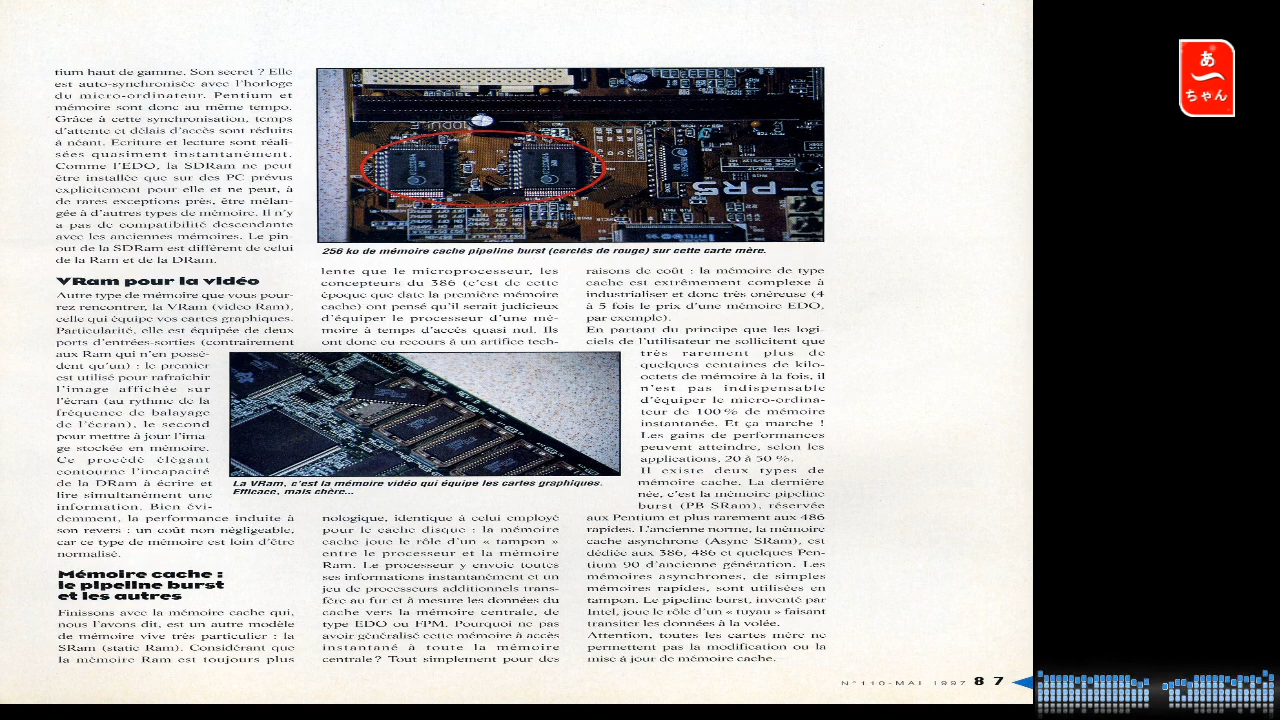 tium haut de gamme. Son secret ? Elle
est auto-synchronisée avec l'horloge
du micro-ordinateur. Pentium et
mémoire sont donc au même tempo.
Grâce à cette synchronisation, temps
d'attente et délais d'accès sont réduits
à néant. Ecriture et lecture sont réali-
sées quasiment instantanément.
Comme l'EDO, la SDRam ne peut
être installée que sur des PC prévus
explicitement pour elle et ne peut, à
de rares exceptions près, être mélan-
gée à d'autres types de mémoire. Il n'y
a pas de compatibilité descendante
avec les anciennes mémoires. Le pin-
out de la SDRam est différent de celui
de la Ram et de la DRam.
VRam pour la vidéo
Autre type de mémoire que vous pour-
rez rencontrer, la VRam (video Ram),
celle qui équipe vos cartes graphiques.
Particularité, elle est équipée de deux
ports d'entrées-sorties (contrairement
aux Ram qui n'en possè-
dent qu'un) : le premier
est utilisé pour rafraîchir
l'image affichée sur
l'écran (au rythme de la
fréquence de balayage
de l'écran), le second
pour mettre à jour l'ima-
ge stockée en mémoire.
Ce procédé élégant
contourne l'incapacité
de la DRam à écrire et
lire simultanément une
information. Bien évi-
demment, la performance induite à
son revers : un coût non négligeable,
car ce type de mémoire est loin d'être
normalisé.
Mémoire cache :
le pipeline burst
et les autres
Finissons avec la mémoire cache qui,
nous l'avons dit, est un autre modèle
de mémoire vive très particulier : la
SRam (static Ram). Considérant que
la mémoire Ram est toujours plus
256 ko de mémoire cache pipeline burst (cerclés de rouge) sur cette carte mère.
lente que le microprocesseur, les
concepteurs du 386 (c'est de cette
époque que date la première mémoire
cache) ont pensé qu'il serait judicieux
d'équiper le processeur d'une mé-
moire à temps d'accès quasi nul. Ils
ont donc eu recours à un artifice tech-
La VRam, c'est la mémoire vidéo qui équipe les cartes graphiques.
Efficace, mais chère...
nologique, identique à celui employé
pour le cache disque : la mémoire
cache joue le rôle d'un « tampon »
entre le processeur et la mémoire
Ram. Le processeur y envoie toutes
ses informations instantanément et un
jeu de processeurs additionnels trans-
fère au fur et à mesure les données du
cache vers la mémoire centrale, de
type EDO ou FPM. Pourquoi ne pas
avoir généralisé cette mémoire à accès
instantané à toute la mémoire
centrale ? Tout simplement pour des
raisons de coût : la mémoire de type
cache est extrêmement complexe à
industrialiser et donc très onéreuse (4
à 5 fois le prix d'une mémoire EDO,
par exemple).
En partant du principe que les logi-
ciels de l'utilisateur ne sollicitent que
très rarement plus de
quelques centaines de kilo-
octets de mémoire à la fois, il
n'est pas indispensable
d'équiper le micro-ordina-
teur de 100 % de mémoire
instantanée. Et ça marche !
Les gains de performances
peuvent atteindre, selon les
applications, 20 à 50 %.
Il existe deux types de
mémoire cache. La dernière
née, c'est la mémoire pipeline
burst (PB SRam), réservée
aux Pentium et plus rarement aux 486
rapides. L'ancienne norme, la mémoire
cache asynchrone (Async SRam), est
dédiée aux 386, 486 et quelques Pen-
tium 90 d'ancienne génération. Les
mémoires asynchrones, de simples
mémoires rapides, sont utilisées en
tampon. Le pipeline burst, inventé par
Intel, joue le rôle d'un « tuyau » faisant
transiter les données à la volée.
Attention, toutes les cartes mère ne
permettent pas la modification ou la
mise à jour de mémoire cache.
N°110-MAI 1997 87
あ
ー
ちゃん